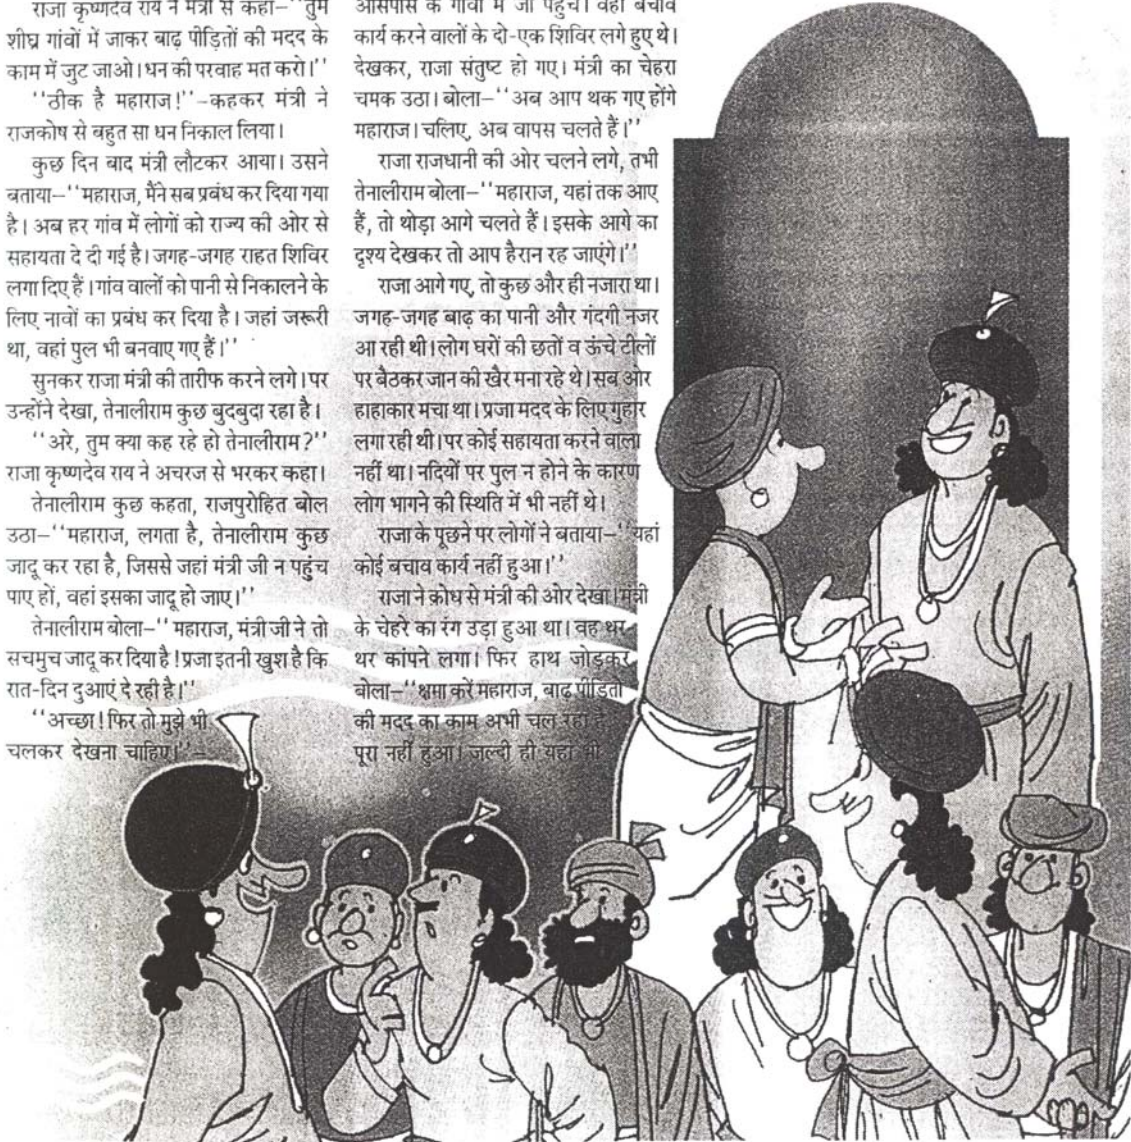 राजा कृष्णदेव राय ने मंत्री से कहा–''तुम
शीघ्र गांवों में जाकर बाढ़ पीड़ितों की मदद के
काम में जुट जाओ। धन की परवाह मत करो।''
''ठीक है महाराज!''–कहकर मंत्री ने
राजकोष से बहुत सा धन निकाल लिया।
कुछ दिन बाद मंत्री लौटकर आया। उसने
बताया–''महाराज, मैंने सब प्रबंध कर दिया गया
है। अब हर गांव में लोगों को राज्य की ओर से
सहायता दे दी गई है। जगह-जगह राहत शिविर
लगा दिए हैं। गांव वालों को पानी से निकालने के
लिए नावों का प्रबंध कर दिया है। जहां जरूरी
था, वहां पुल भी बनवाए गए हैं।''
सुनकर राजा मंत्री की तारीफ करने लगे। पर
उन्होंने देखा, तेनालीराम कुछ बुदबुदा रहा है।
''अरे, तुम क्या कह रहे हो तेनालीराम?''
राजा कृष्णदेव राय ने अचरज से भरकर कहा।
तेनालीराम कुछ कहता, राजपुरोहित बोल
उठा–''महाराज, लगता है, तेनालीराम कुछ
जादू कर रहा है, जिससे जहां मंत्री जी न पहुंच
पाए हों, वहां इसका जादू हो जाए।''
तेनालीराम बोला–''महाराज, मंत्री जी ने तो
सचमुच जादू कर दिया है! प्रजा इतनी खुश है कि
रात-दिन दुआएं दे रही है।''
''अच्छा! फिर तो मुझे भी
चलकर देखना चाहिए।''–
आसपास के गांवों में जा पहुंचे। वहां बचाव
कार्य करने वालों के दो-एक शिविर लगे हुए थे।
देखकर, राजा संतुष्ट हो गए। मंत्री का चेहरा
चमक उठा। बोला–''अब आप थक गए होंगे
महाराज। चलिए, अब वापस चलते हैं।''
राजा राजधानी की ओर चलने लगे, तभी
तेनालीराम बोला–''महाराज, यहां तक आए
हैं, तो थोड़ा आगे चलते हैं। इसके आगे का
दृश्य देखकर तो आप हैरान रह जाएंगे।''
राजा आगे गए, तो कुछ और ही नजारा था।
जगह-जगह बाढ़ का पानी और गंदगी नजर
आ रही थी। लोग घरों की छतों व ऊंचे टीलों
पर बैठकर जान की खैर मना रहे थे। सब ओर
हाहाकार मचा था। प्रजा मदद के लिए गुहार
लगा रही थी। पर कोई सहायता करने वाला
नहीं था। नदियों पर पुल न होने के कारण
लोग भागने की स्थिति में भी नहीं थे।
राजा के पूछने पर लोगों ने बताया–''यहां
कोई बचाव कार्य नहीं हुआ।''
राजा ने क्रोध से मंत्री की ओर देखा। मंत्री
के चेहरे का रंग उड़ा हुआ था। वह थर-
थर कांपने लगा। फिर हाथ जोड़कर
बोला–''क्षमा करें महाराज, बाढ़ पीड़ितों
की मदद का काम अभी चल रहा है
पूरा नहीं हुआ। जल्दी ही यहां भी